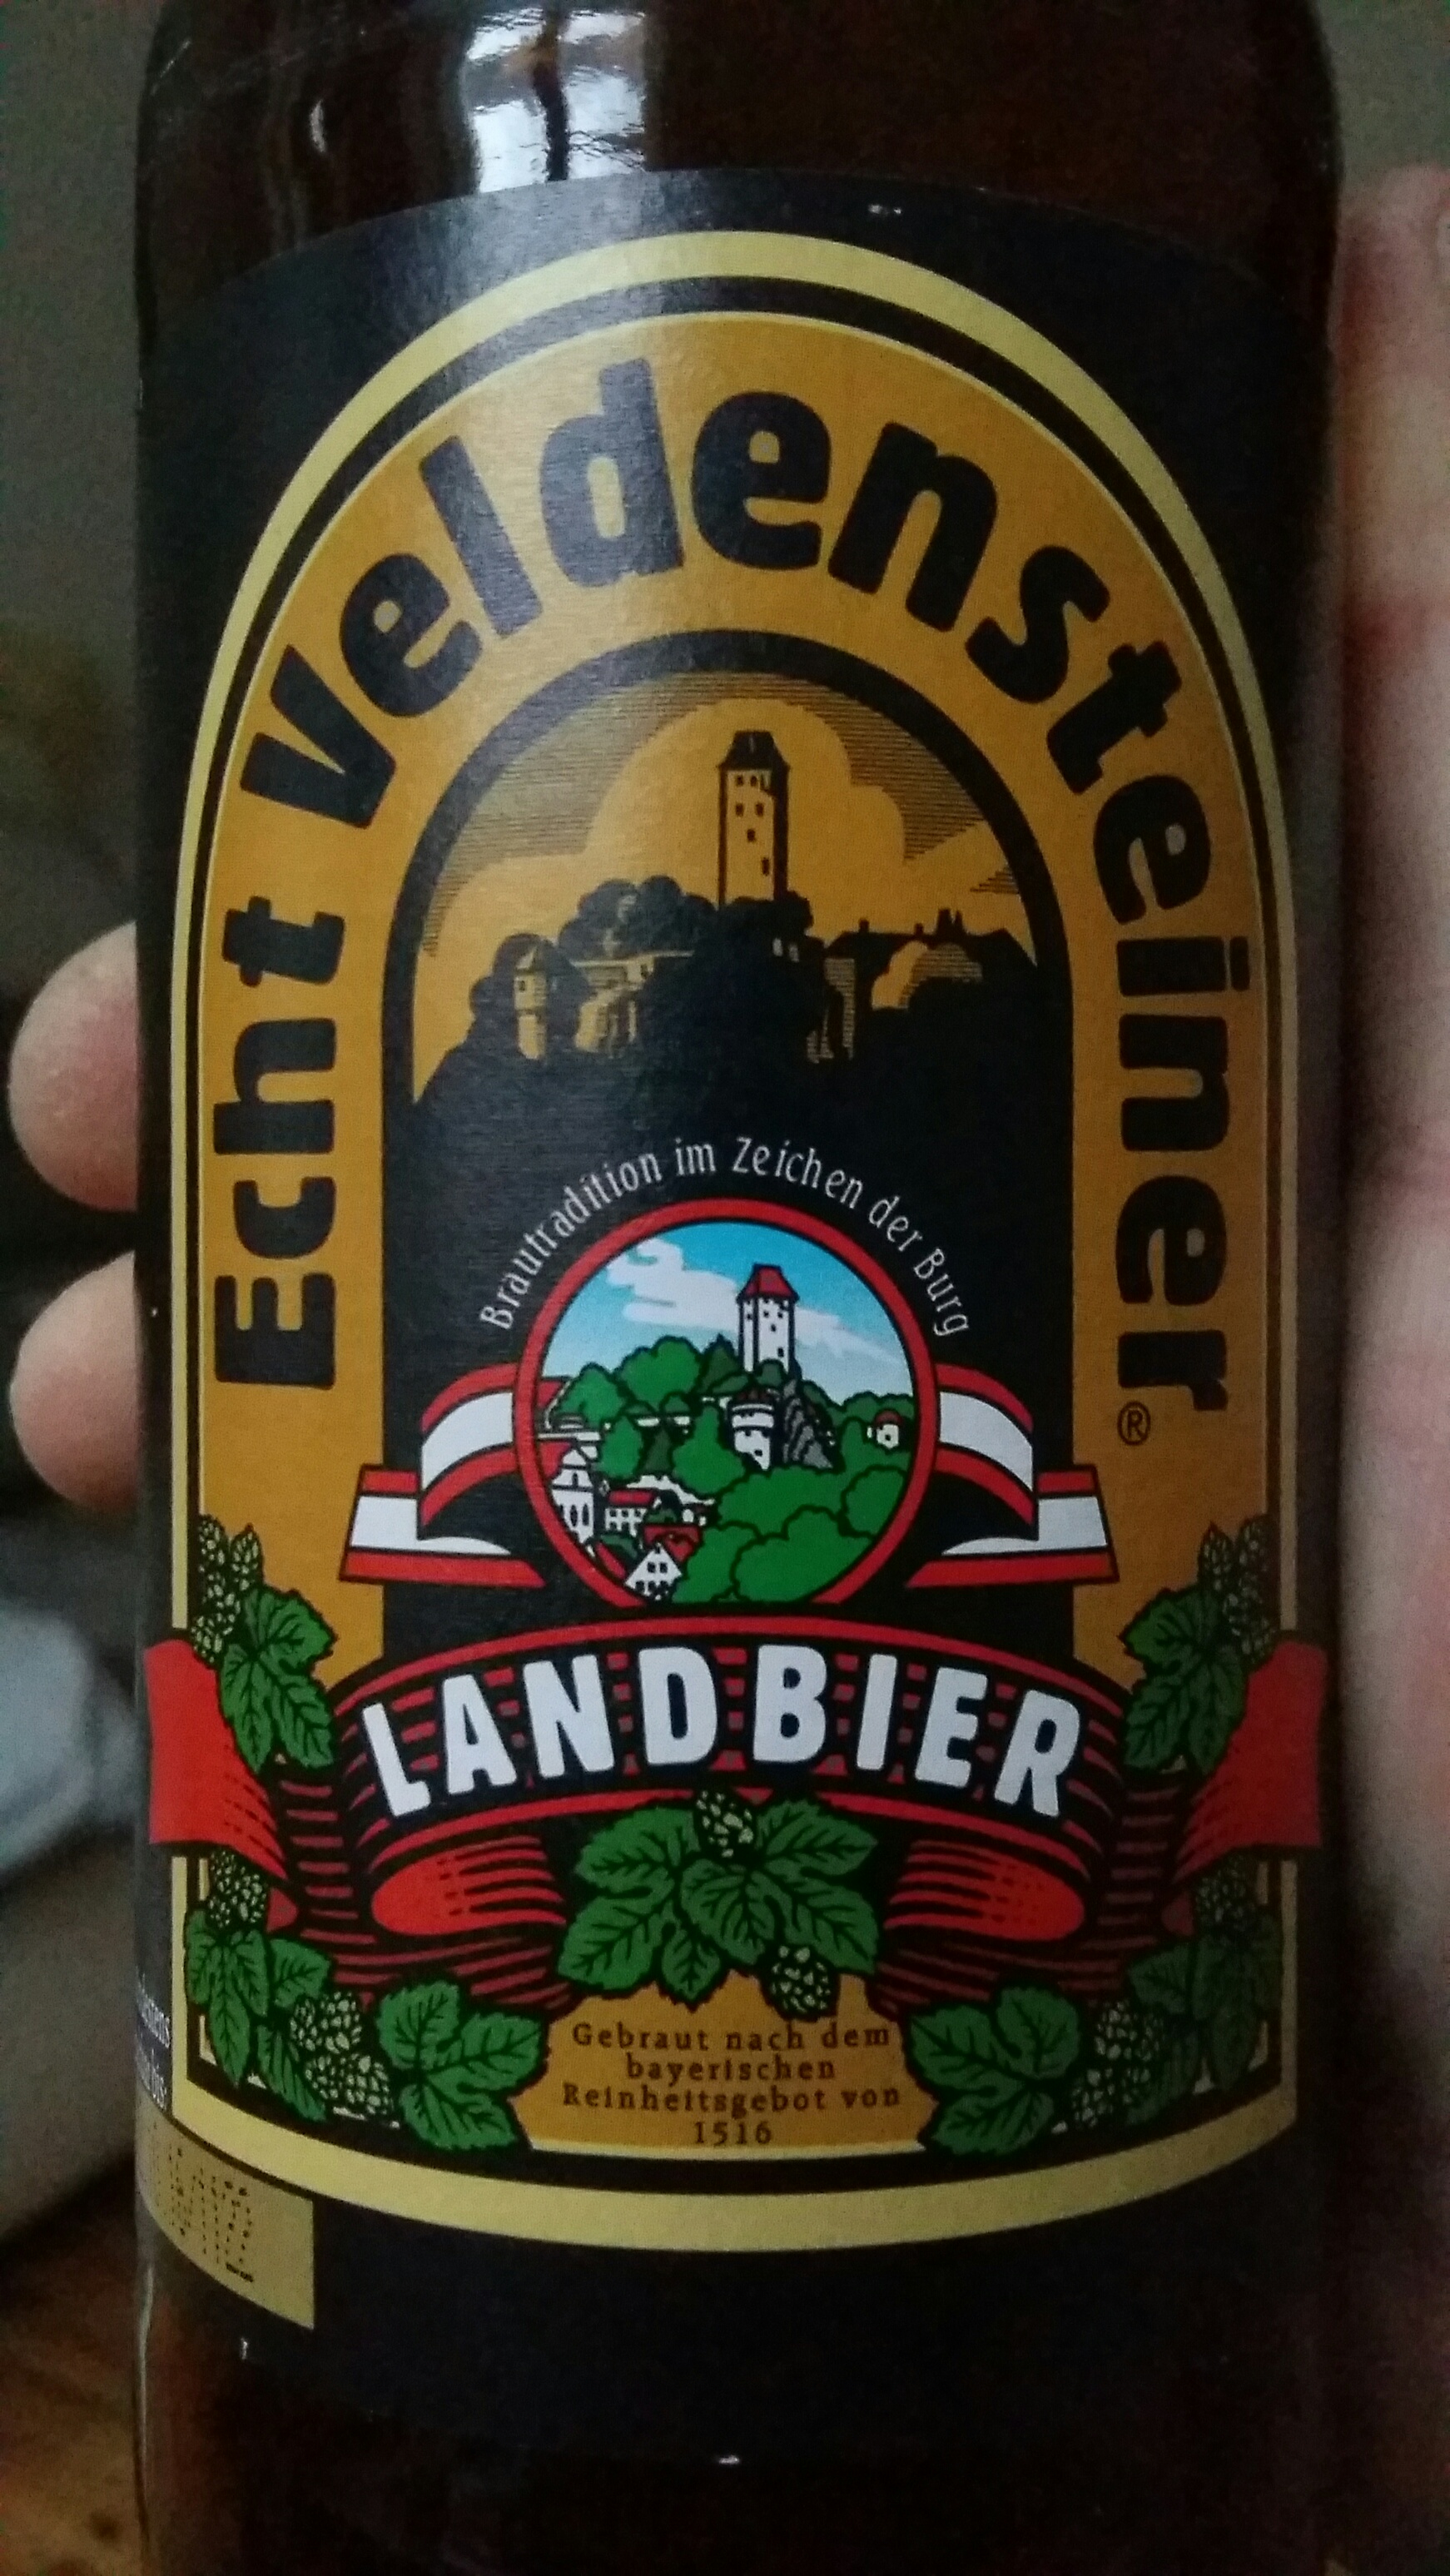 Echt Veldensteiner®
Brautradition im Zeichen der Burg
LANDBIER
Gebraut nach dem
bayerischen
Reinheitsgebot von
1516